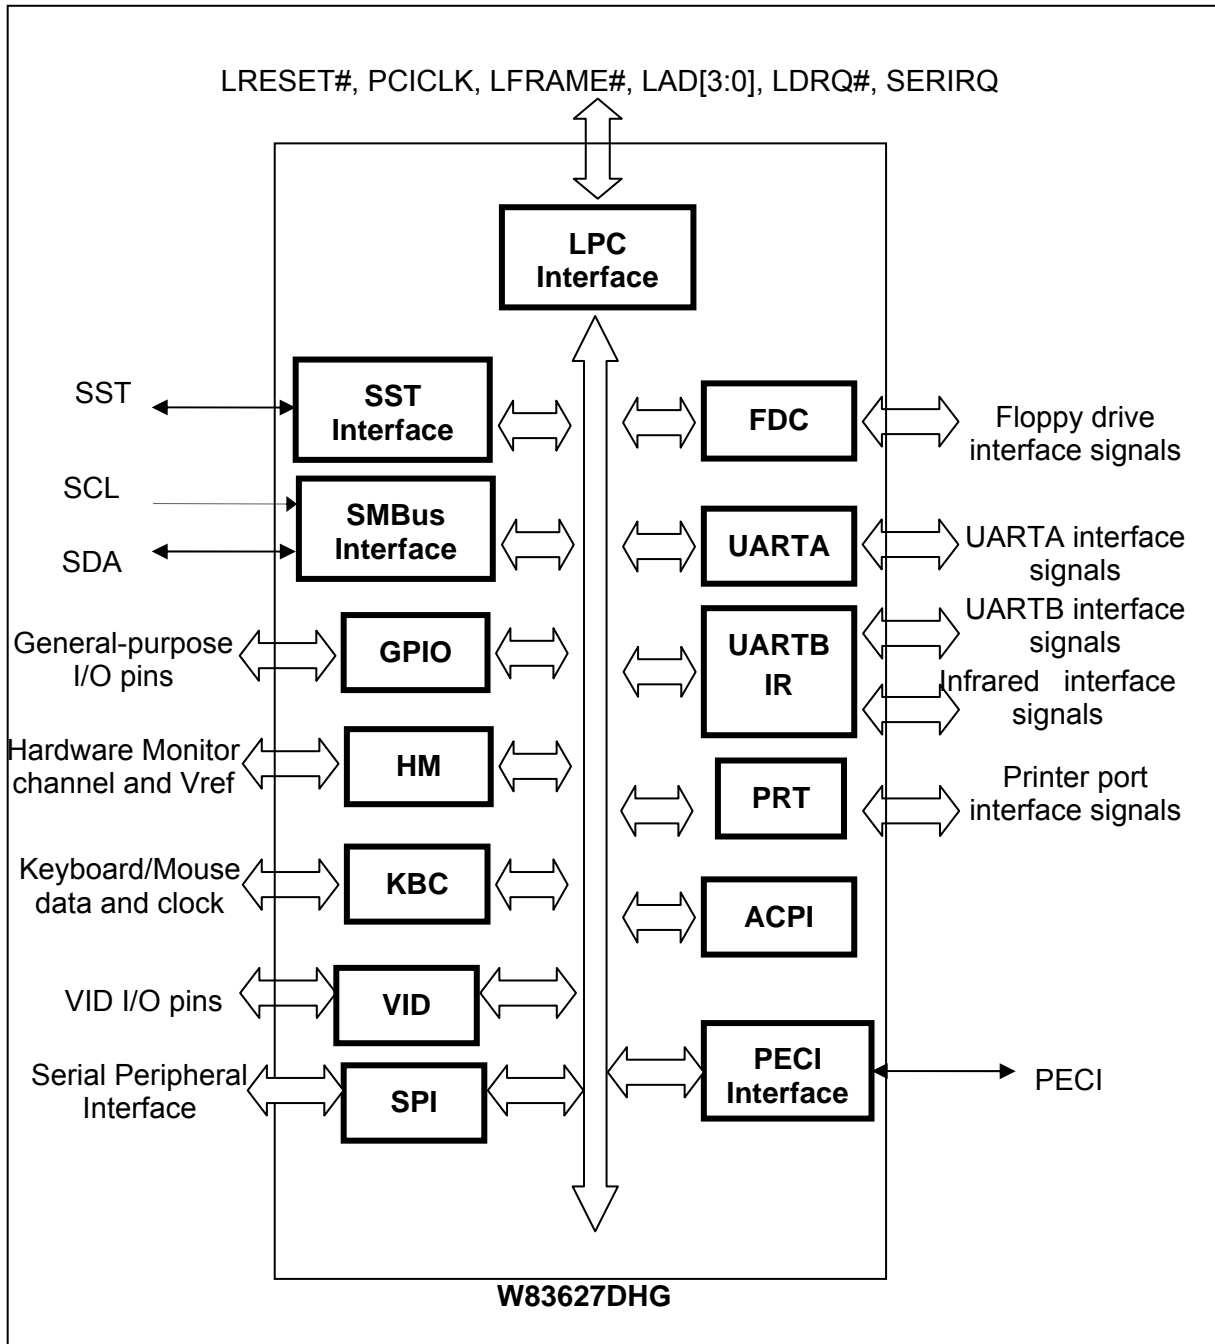 LRESET#, PCICLK, LFRAME#, LAD[3:0], LDRQ#, SERIRQ
LPC
Interface
SST
SST
Interface
SCL
SDA
SMBus
Interface
General-purpose
I/O pins
GPIO
Hardware Monitor
channel and Vref
HM
Keyboard/Mouse
data and clock
KBC
VID I/O pins
VID
Serial Peripheral
Interface
SPI
FDC
Floppy drive
interface signals
UARTA
UARTA interface
signals
UARTB
IR
UARTB interface
signals
Infrared interface
signals
PRT
Printer port
interface signals
ACPI
PECI
Interface
PECI
W83627DHG